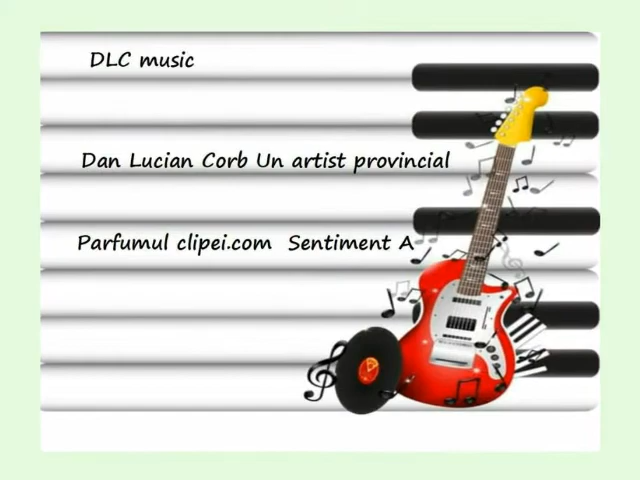 DLC music
Dan Lucian Corb Un artist provincial
Parfumul clipei.com Sentiment A